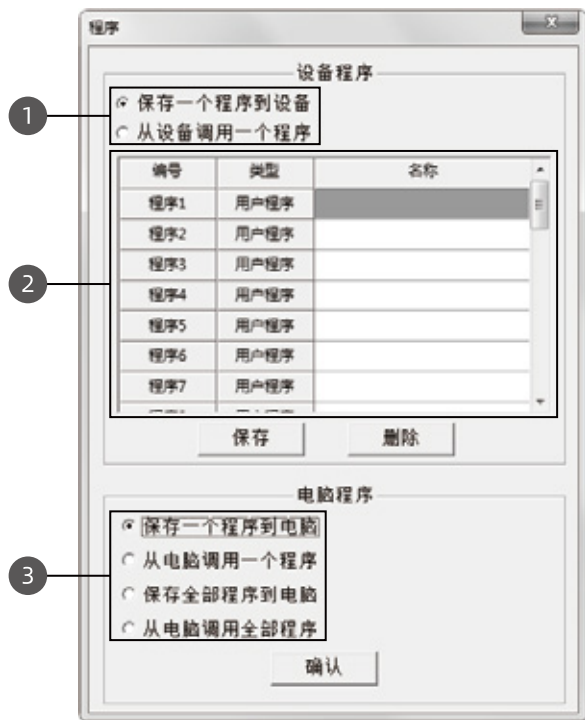 程序
设备程序
1
保存一个程序到设备
从设备调用一个程序
2
编号 类型 名称
程序1 用户程序
程序2 用户程序
程序3 用户程序
程序4 用户程序
程序5 用户程序
程序6 用户程序
程序7 用户程序
保存 删除
电脑程序
3
保存一个程序到电脑
从电脑调用一个程序
保存全部程序到电脑
从电脑调用全部程序
确认